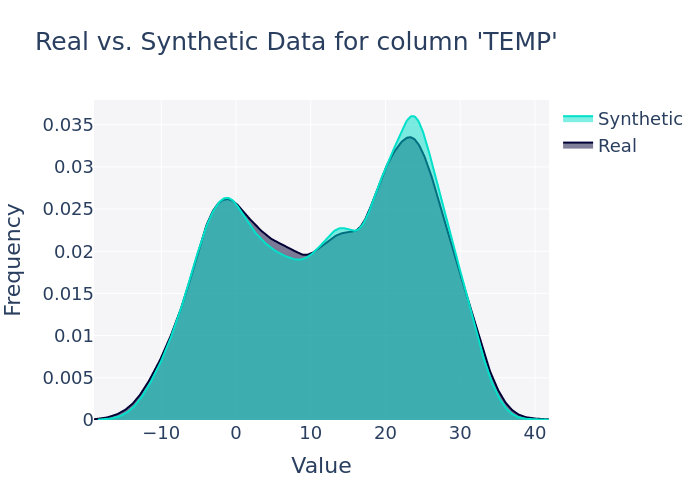 Real vs. Synthetic Data for column 'TEMP'
Synthetic
Real
Frequency
0.035
0.03
0.025
0.02
0.015
0.01
0.005
0
−10
0
10
20
30
40
Value